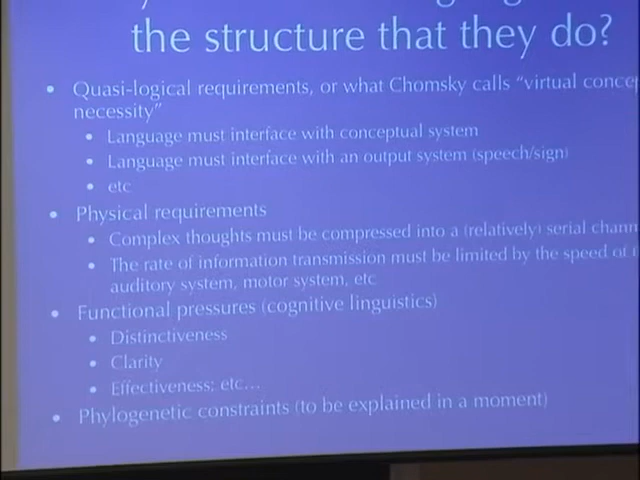 the structure that they do?
• Quasi-logical requirements, or what Chomsky calls "virtual
necessity"
• Language must interface with conceptual system
• Language must interface with an output system (speech/sign)
• etc
• Physical requirements
• Complex thoughts must be compressed into a (relatively) serial
• The rate of information transmission must be limited by the speed of
auditory system, motor system, etc
• Functional pressures (cognitive linguistics)
• Distinctiveness
• Clarity
• Effectiveness; etc...
• Phylogenetic constraints (to be explained in a moment)